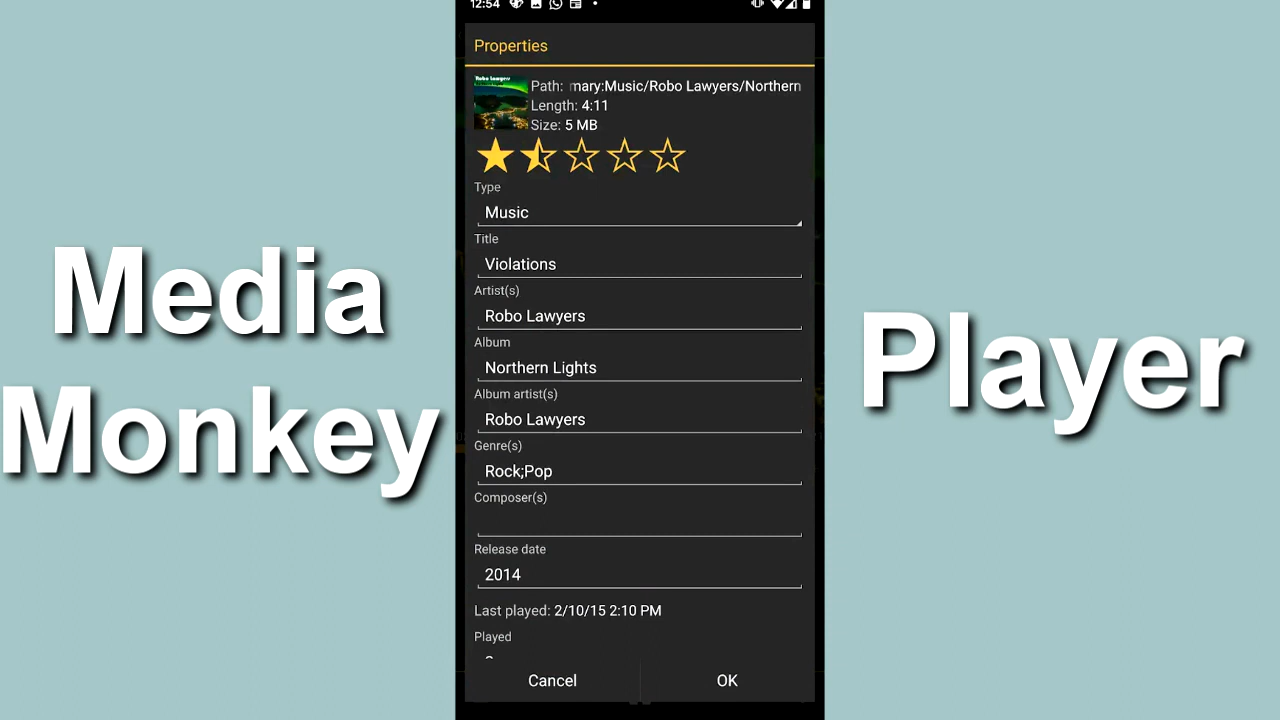 12:54
Properties
Path: mary:Music/Robo Lawyers/Northern
Length: 4:11
Size: 5 MB
Type
Music
Title
Violations
Artist(s)
Robo Lawyers
Album
Northern Lights
Album artist(s)
Robo Lawyers
Genre(s)
Rock;Pop
Composer(s)
Release date
2014
Last played: 2/10/15 2:10 PM
Played
Cancel
OK
Media
Monkey
Player